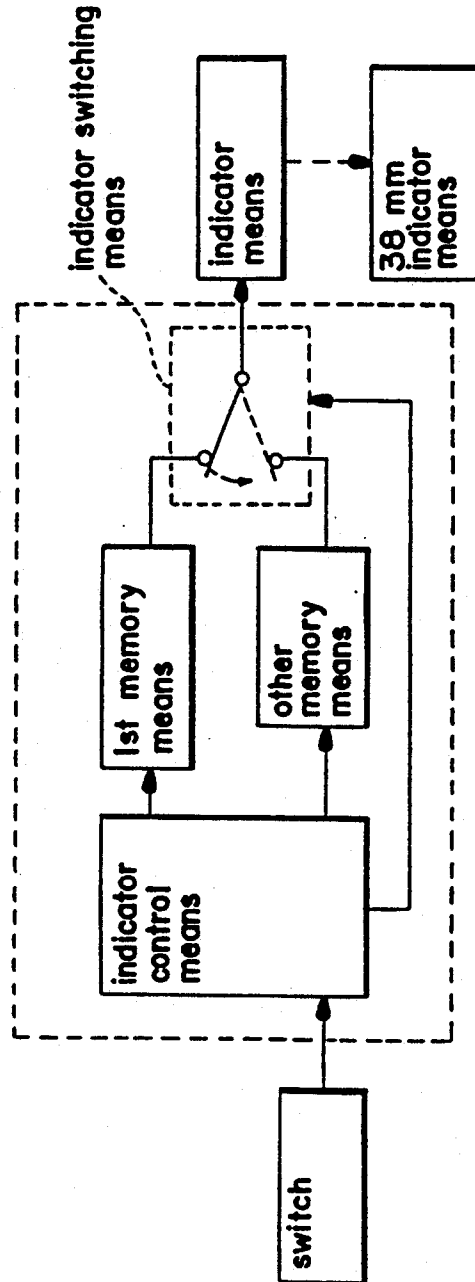 switch
indicator
control
means
1st memory
means
other
memory
means
indicator switching
means
indicator
means
38 mm
indicator
means